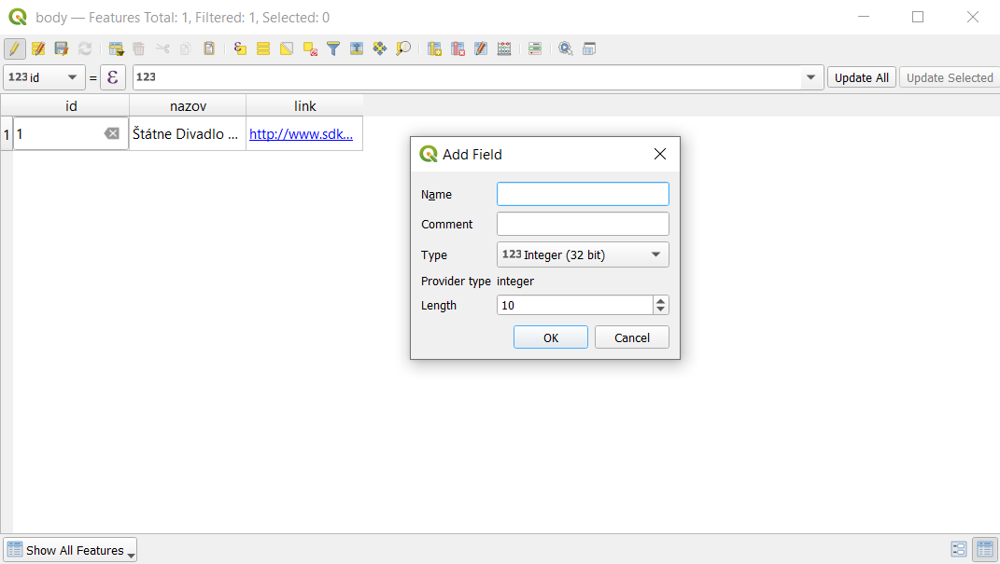 body — Features Total: 1, Filtered: 1, Selected: 0
123 id = ε 123 Update All Update Selected
id nazov link
1 1 Štátne Divadlo ... http://www.sdk...
Add Field
Name
Comment
Type 123 Integer (32 bit)
Provider type integer
Length 10
OK Cancel
Show All Features